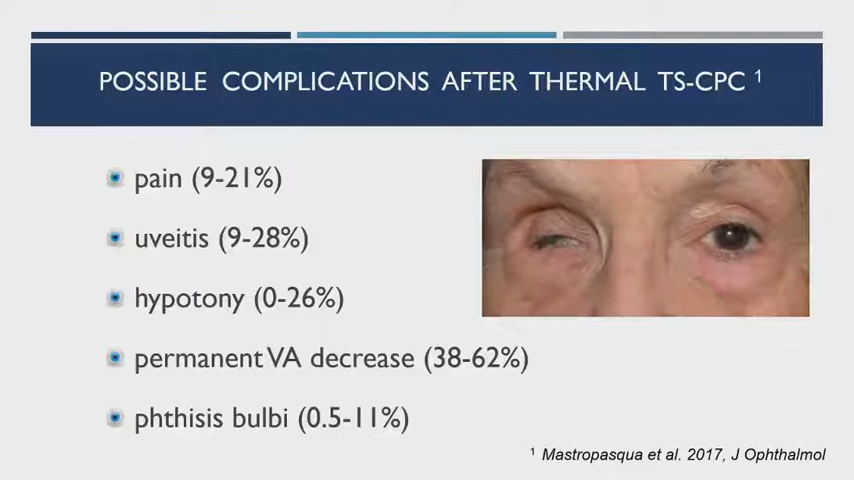 POSSIBLE COMPLICATIONS AFTER THERMAL TS-CPC ¹
pain (9-21%)
uveitis (9-28%)
hypotony (0-26%)
permanent VA decrease (38-62%)
phthisis bulbi (0.5-11%)
¹ Mastropasqua et al. 2017, J Ophthalmol